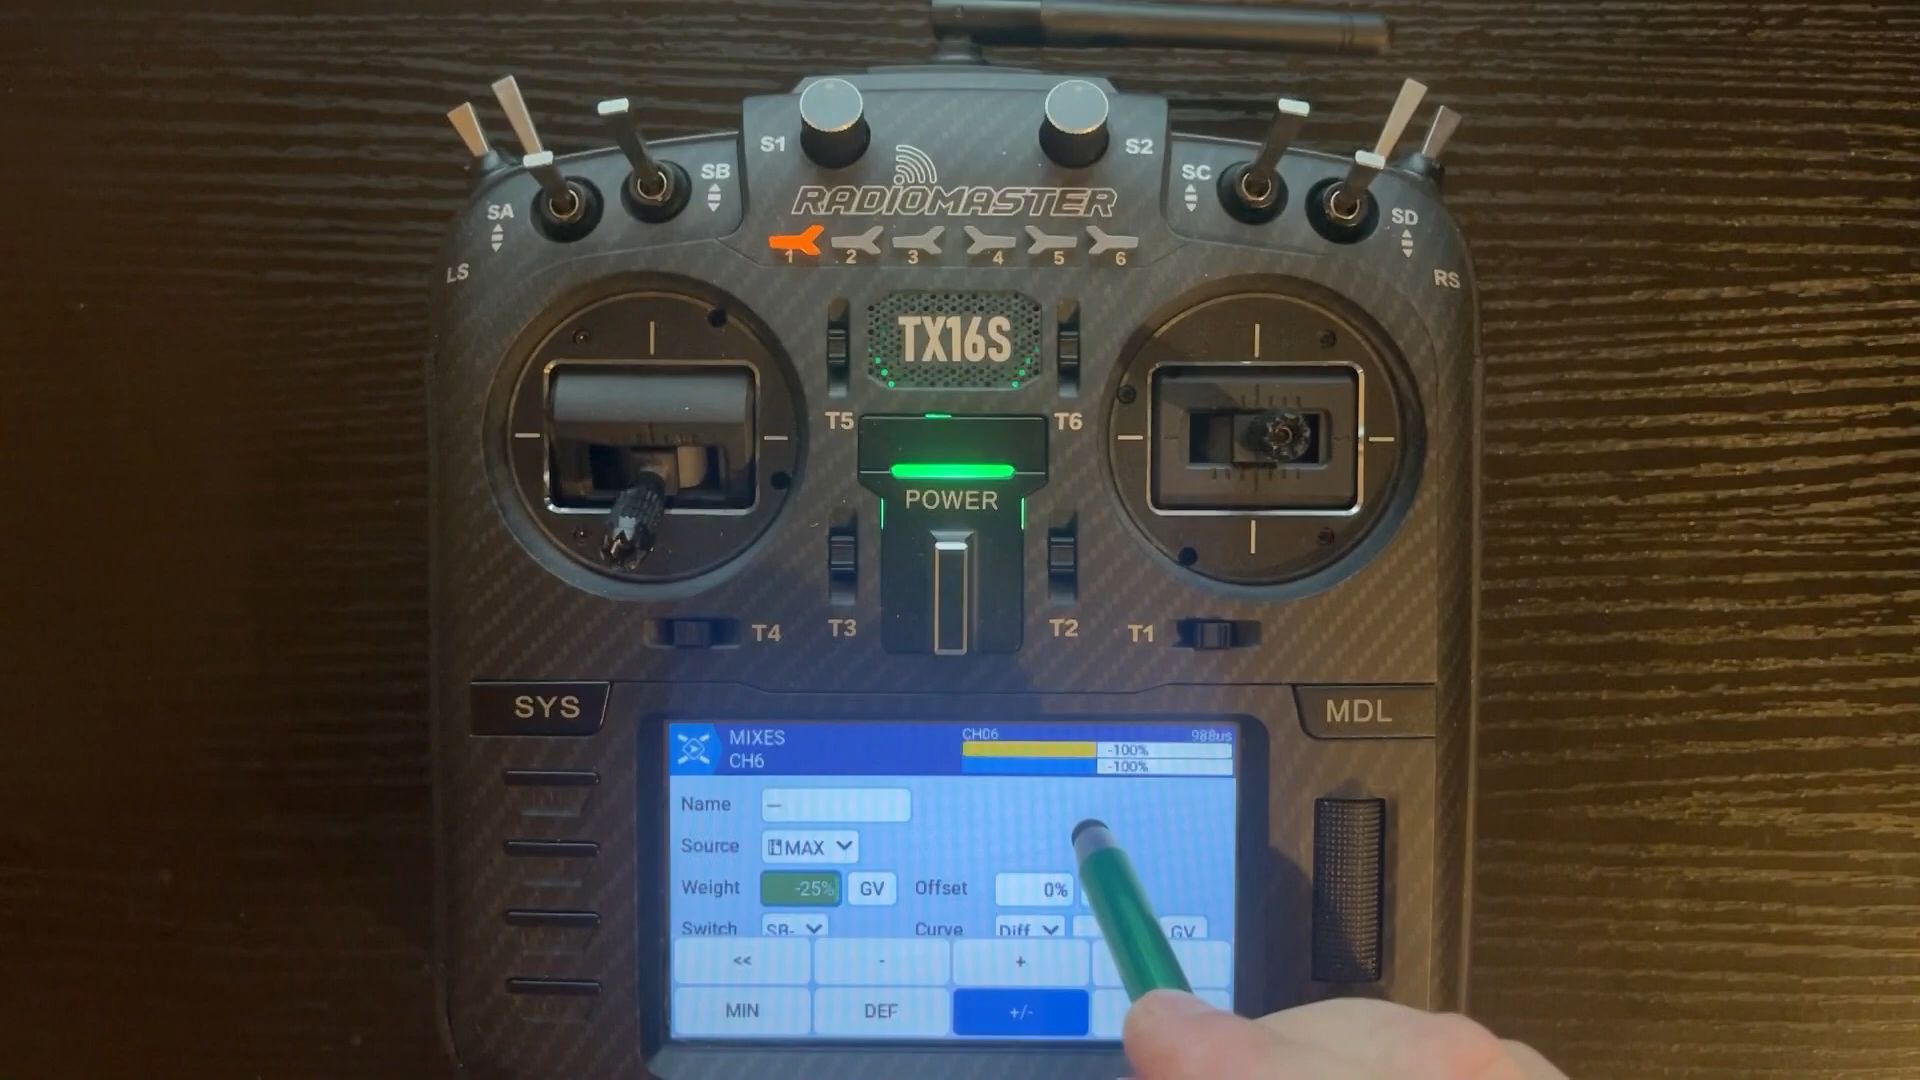 S1
S2
SB
SC
SA
SD
LS
RS
RADIOMASTER
1 2 3 4 5 6
TX16S
T5
T6
POWER
T4
T3
T2
T1
SYS
MDL
MIXES
CH6
CH06
988us
-100%
-100%
Name
---
Source MAX
Weight -25% GV Offset 0%
Switch SB- Curve Diff GV
<< - +
MIN DEF +/-